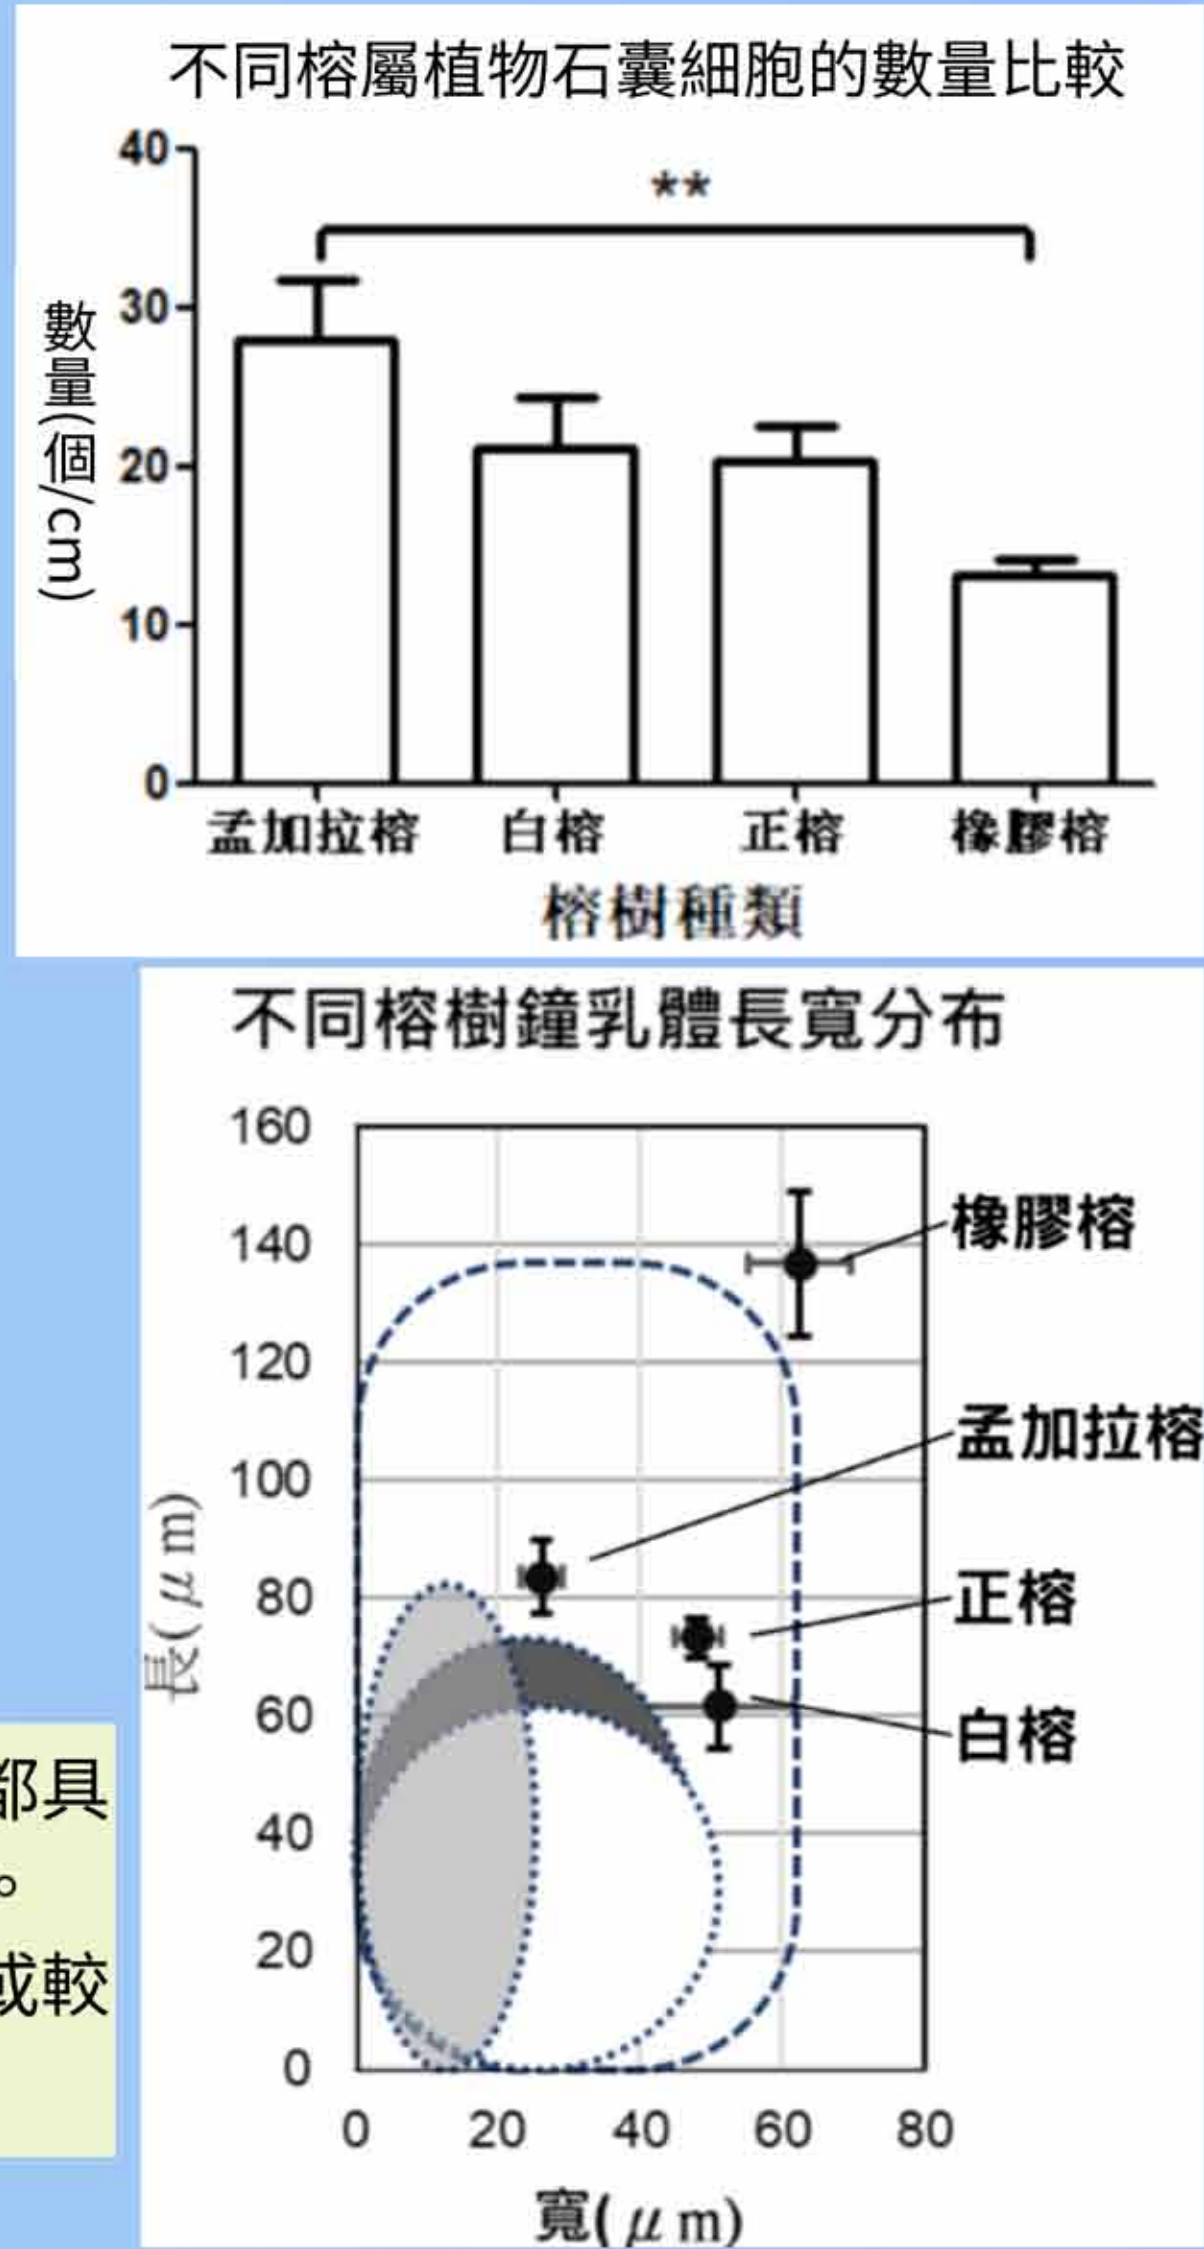 不同榕屬植物石囊細胞的數量比較
40
**
30
20
10
0
數量(個/cm)
孟加拉榕 白榕 正榕 橡膠榕
榕樹種類
不同榕樹鐘乳體長寬分布
160
140
120
100
80
60
40
20
0
長(μm)
橡膠榕
孟加拉榕
正榕
白榕
0 20 40 60 80
寬(μm)
都具
。
或較